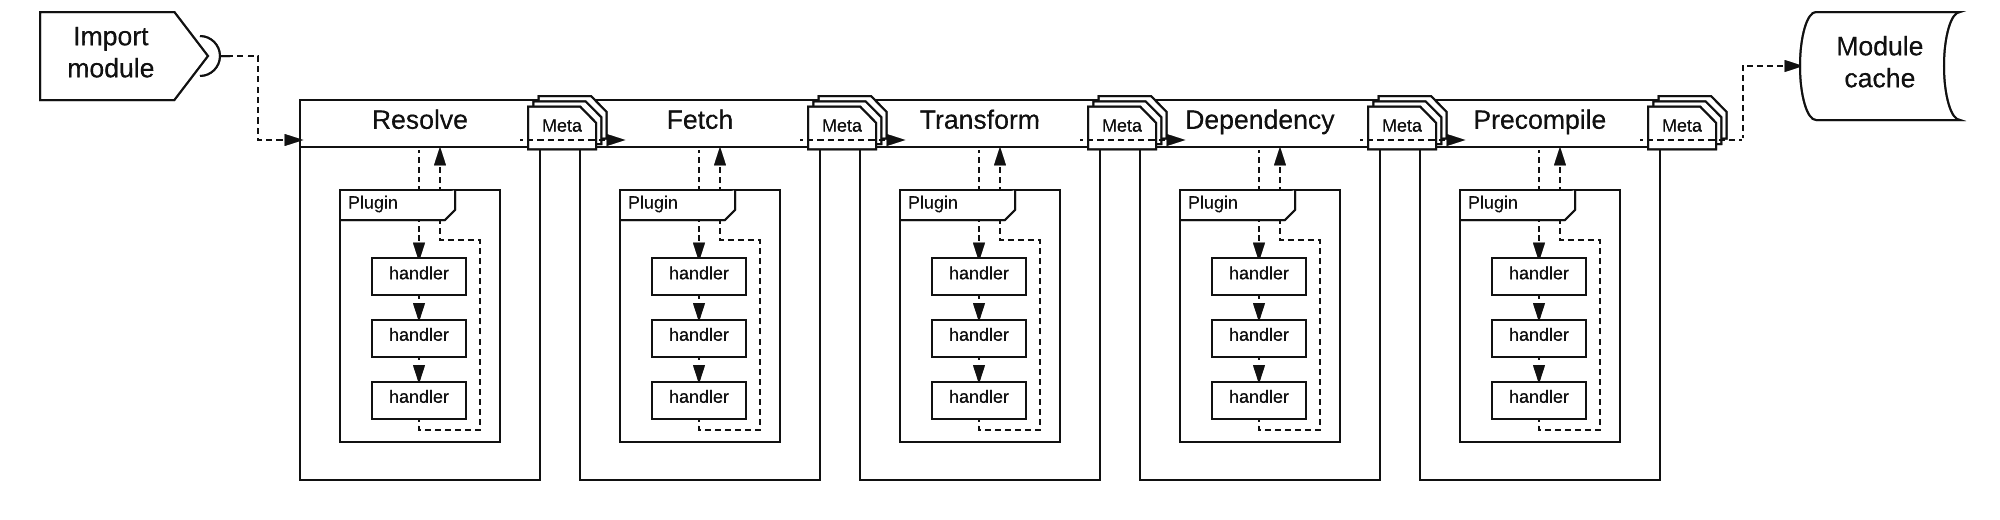 Import
module
Module
cache
Resolve
Meta
Fetch
Meta
Transform
Meta
Dependency
Meta
Precompile
Meta
Plugin
handler
handler
handler
Plugin
handler
handler
handler
Plugin
handler
handler
handler
Plugin
handler
handler
handler
Plugin
handler
handler
handler